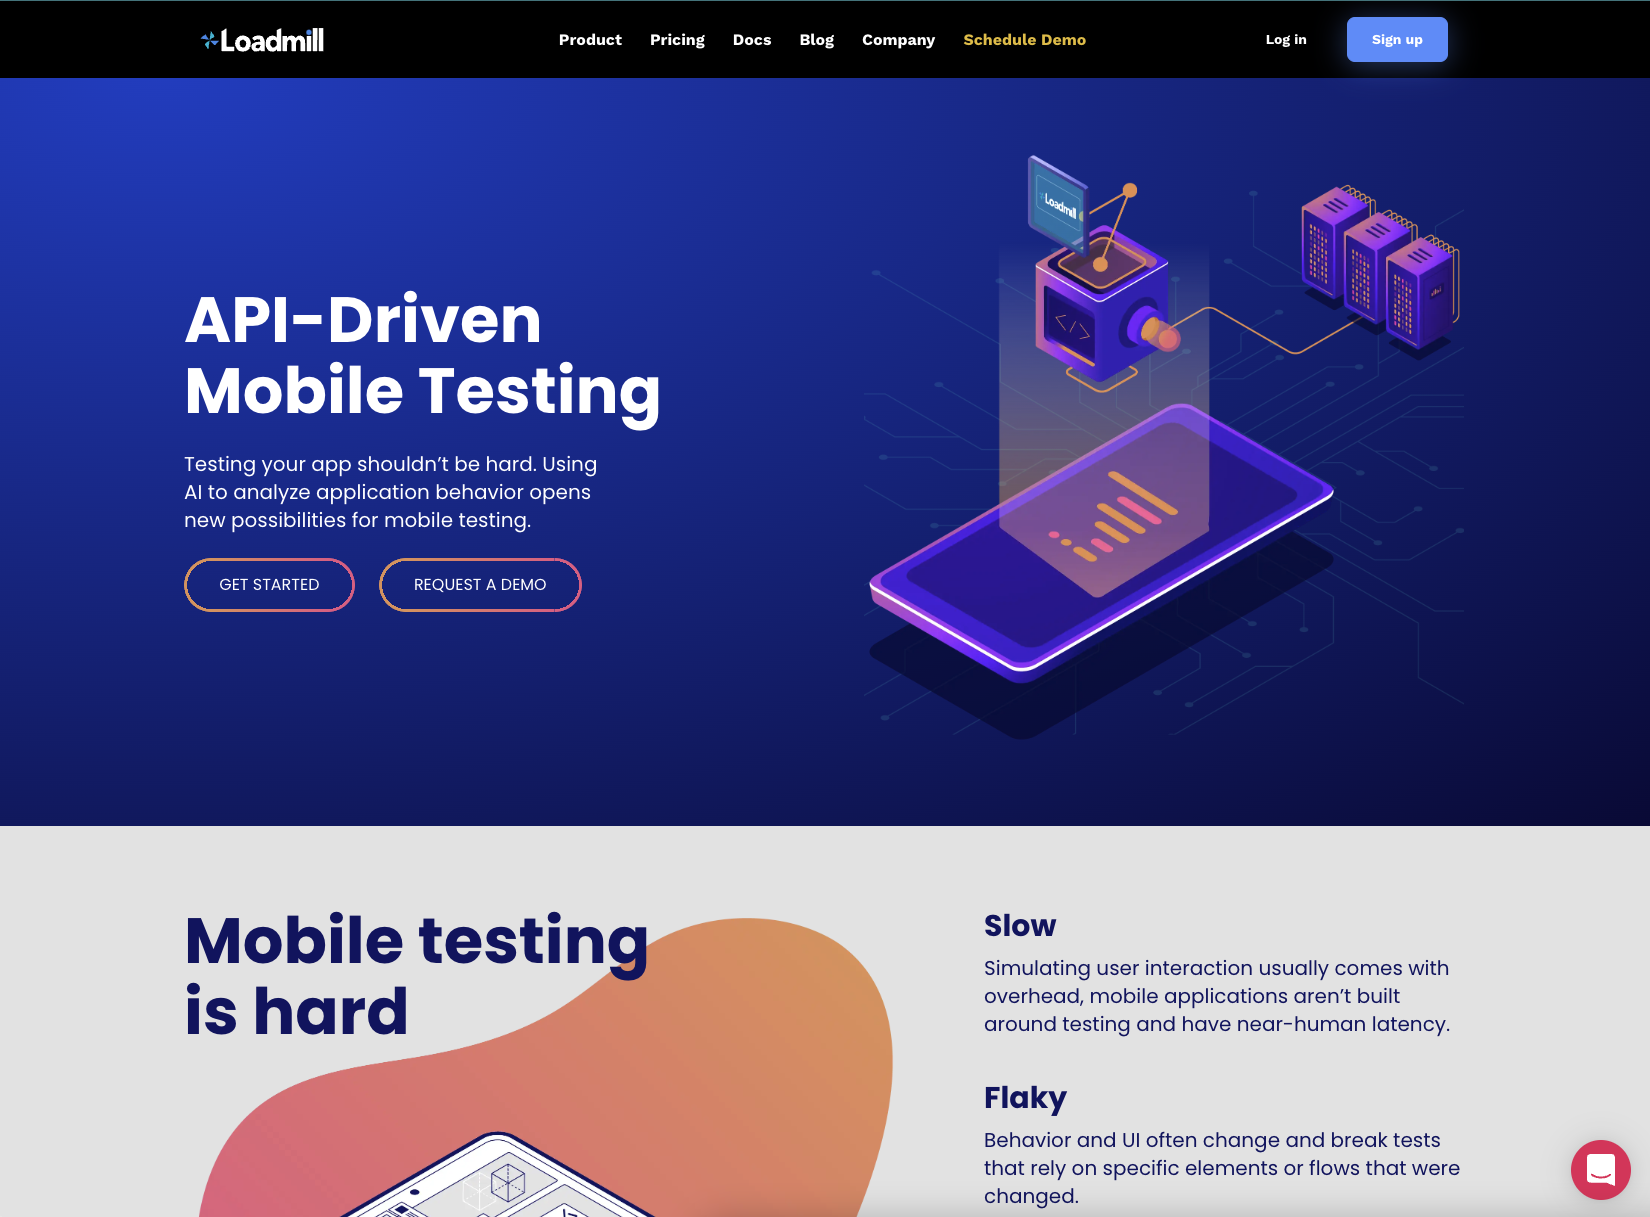 Loadmill
Product Pricing Docs Blog Company Schedule Demo Log in Sign up
Loadmill
</>
API-Driven
Mobile Testing
Testing your app shouldn't be hard. Using
AI to analyze application behavior opens
new possibilities for mobile testing.
GET STARTED REQUEST A DEMO
Mobile testing
is hard
Slow
Simulating user interaction usually comes with
overhead, mobile applications aren't built
around testing and have near-human latency.
Flaky
Behavior and UI often change and break tests
that rely on specific elements or flows that were
changed.